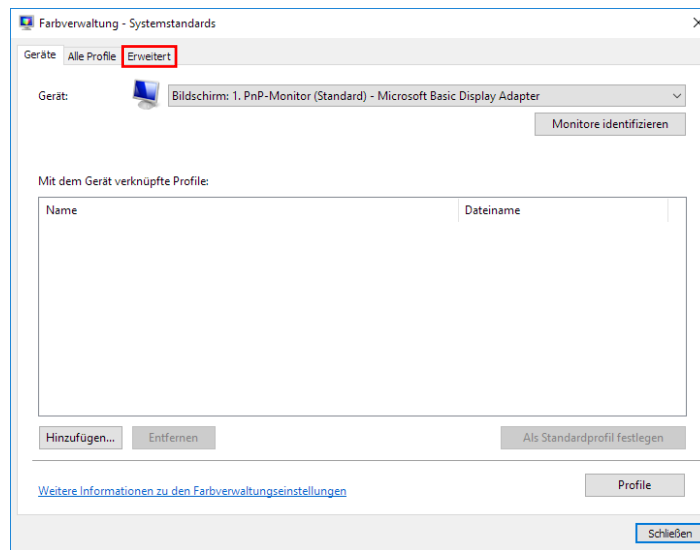 Farbverwaltung - Systemstandards
Geräte Alle Profile Erweitert
Gerät: Bildschirm: 1. PnP-Monitor (Standard) - Microsoft Basic Display Adapter
Monitore identifizieren
Mit dem Gerät verknüpfte Profile:
Name Dateiname
Hinzufügen... Entfernen Als Standardprofil festlegen
Weitere Informationen zu den Farbverwaltungseinstellungen Profile
Schließen